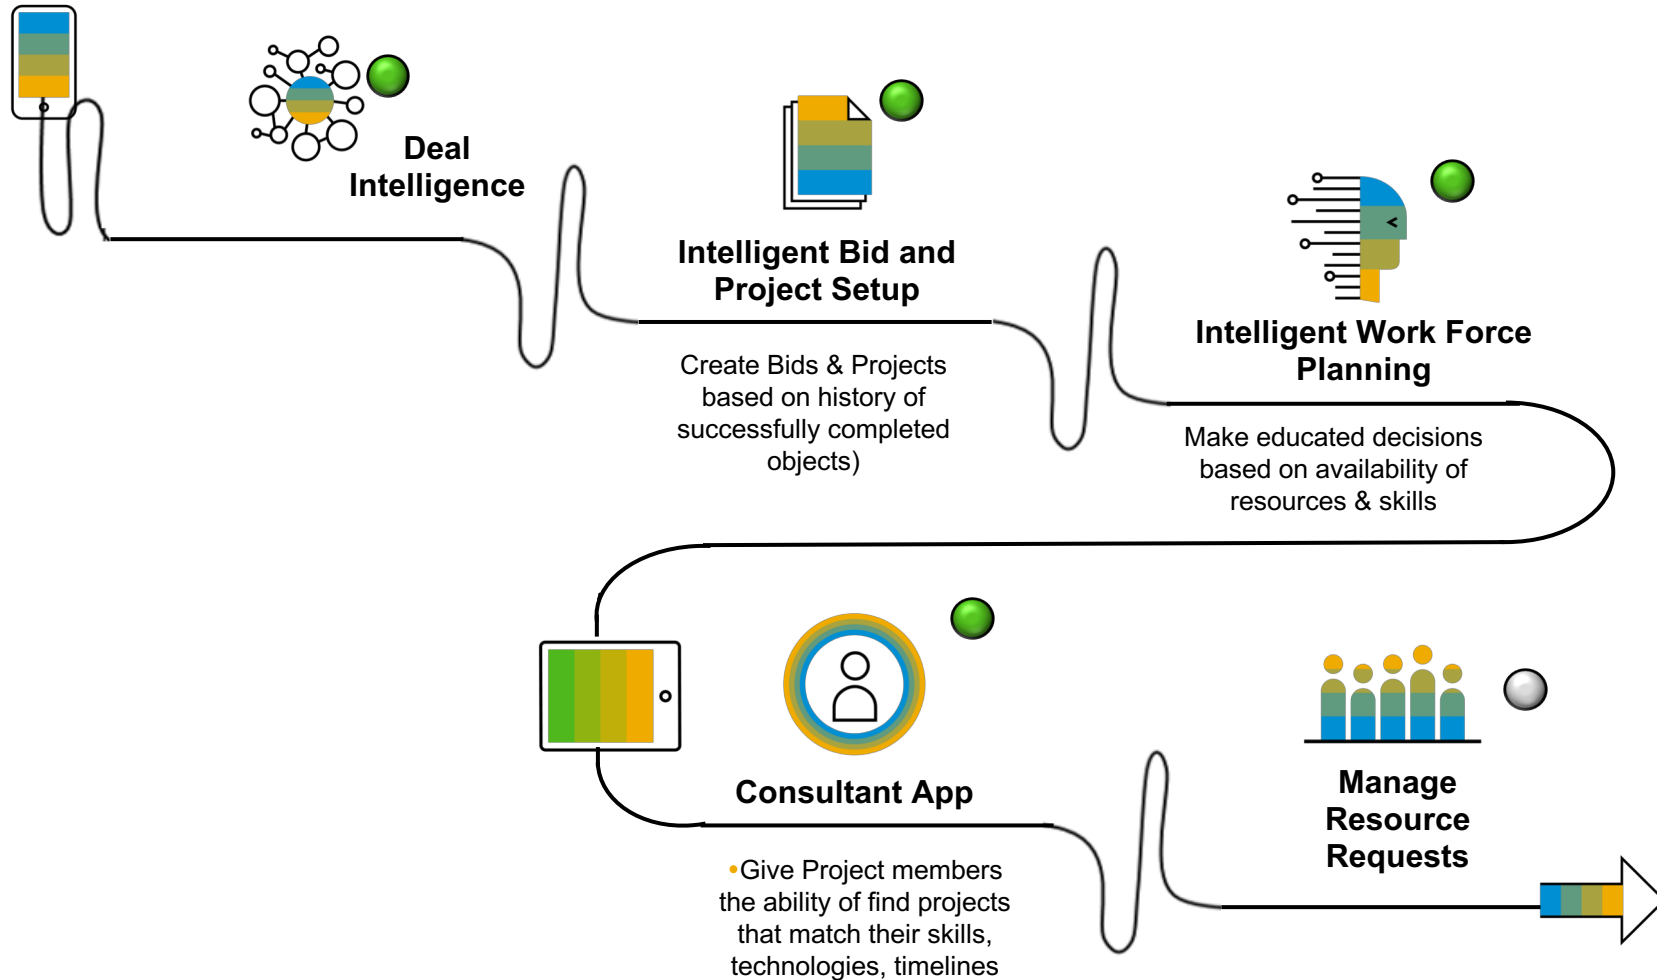 Deal
Intelligence
Intelligent Bid and
Project Setup
Create Bids & Projects
based on history of
successfully completed
objects)
Intelligent Work Force
Planning
Make educated decisions
based on availability of
resources & skills
Consultant App
•Give Project members
the ability of find projects
that match their skills,
technologies, timelines
Manage
Resource
Requests